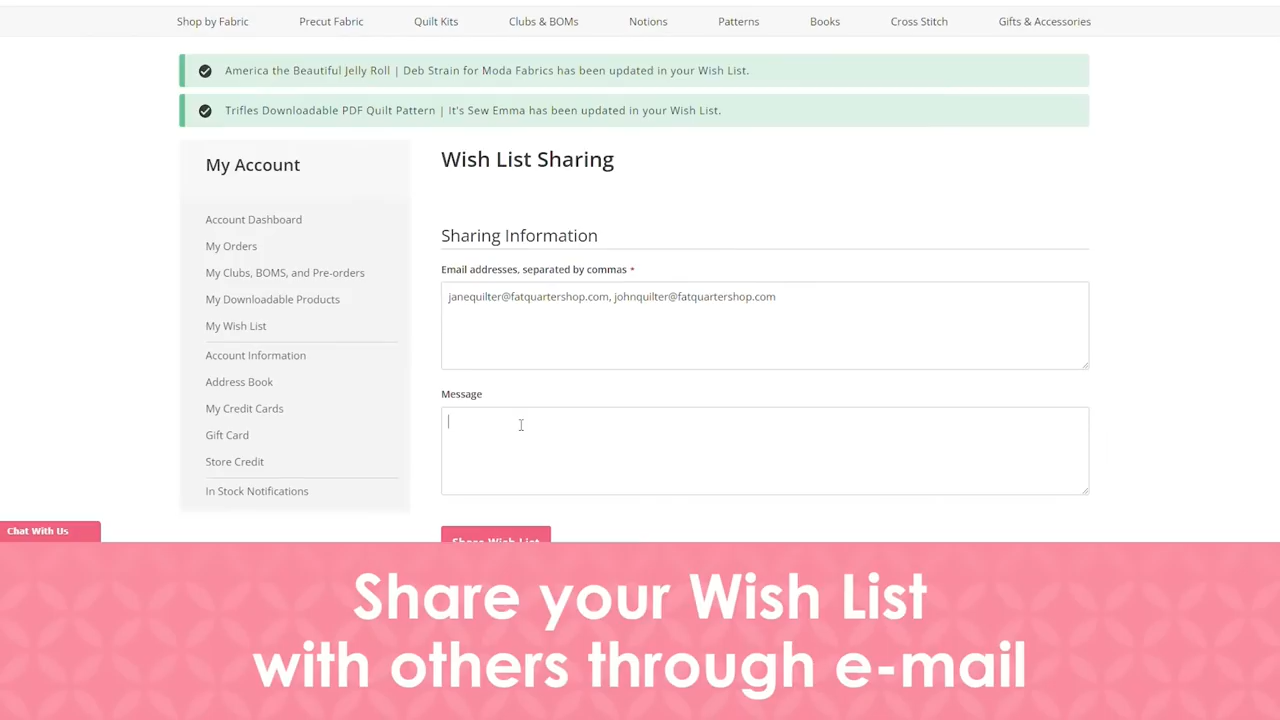 Shop by Fabric Precut Fabric Quilt Kits Clubs & BOMs Notions Patterns Books Cross Stitch Gifts & Accessories
America the Beautiful Jelly Roll | Deb Strain for Moda Fabrics has been updated in your Wish List.
Trifles Downloadable PDF Quilt Pattern | It's Sew Emma has been updated in your Wish List.
My Account
Account Dashboard
My Orders
My Clubs, BOMS, and Pre-orders
My Downloadable Products
My Wish List
Account Information
Address Book
My Credit Cards
Gift Card
Store Credit
In Stock Notifications
Wish List Sharing
Sharing Information
Email addresses, separated by commas *
janequilter@fatquartershop.com, johnquilter@fatquartershop.com
Message
Share Wish List
Chat With Us
Share your Wish List
with others through e-mail